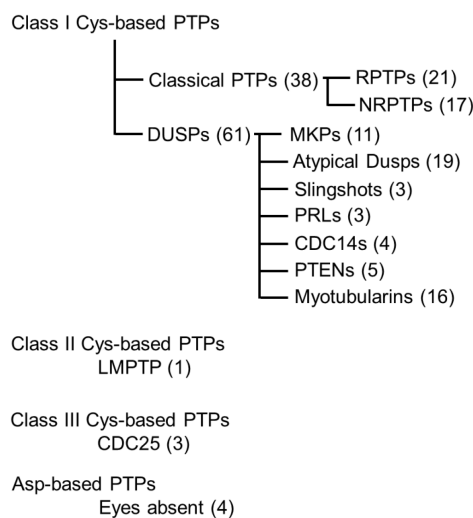 Class I Cys-based PTPs
Classical PTPs (38) RPTPs (21)
NRPTPs (17)
DUSPs (61) MKPs (11)
Atypical Dusps (19)
Slingshots (3)
PRLs (3)
CDC14s (4)
PTENs (5)
Myotubularins (16)
Class II Cys-based PTPs
LMPTP (1)
Class III Cys-based PTPs
CDC25 (3)
Asp-based PTPs
Eyes absent (4)